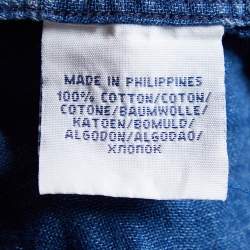 MADE IN PHILIPPINES
100% COTTON/COTON/
COTONE/BAUMWOLLE/
KATOEN/BOMULD/
ALGODON/ALGODAO/
ХЛОПОК